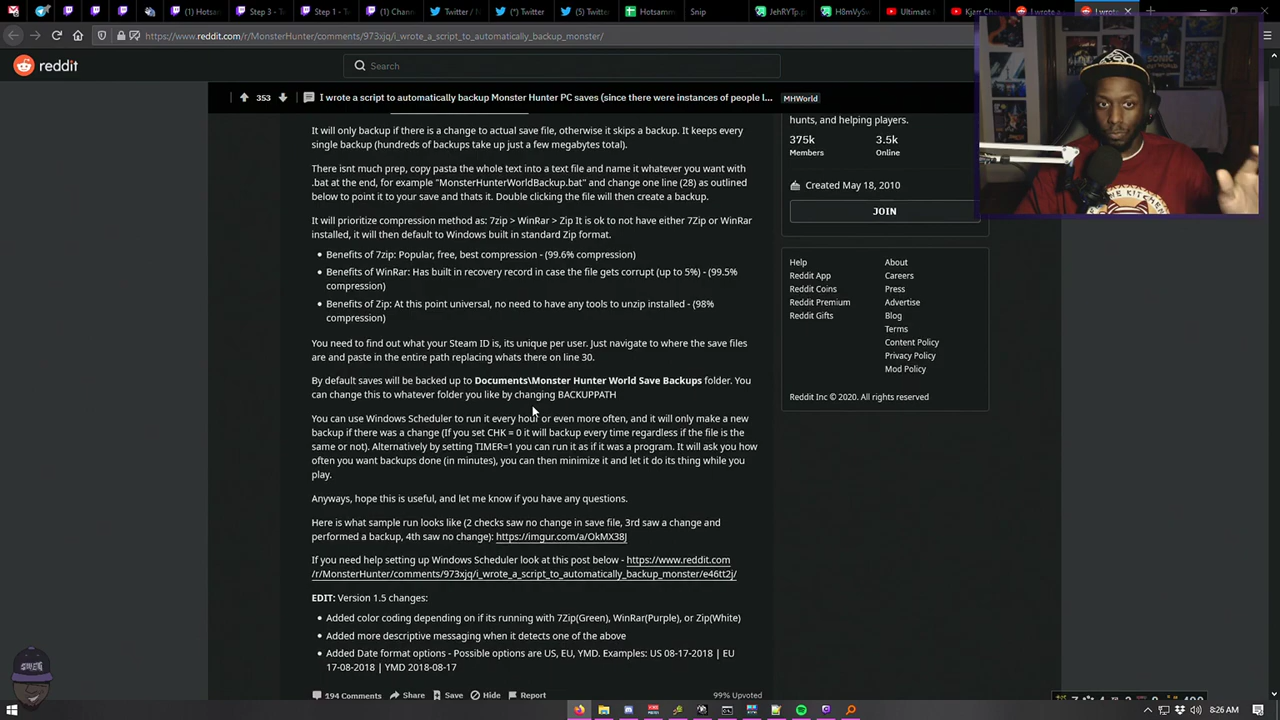 Hotsam
Step 3 -
Step 1 -
Channe
Twitter / N
(*) Twitter
(5) Twitter
Hotsamm
Snip
JehRYTpj
H8mVySw
Ultimate
Kjarr Ch
I wrote a
I wrot
https://www.reddit.com/r/MonsterHunter/comments/973xjq/i_wrote_a_script_to_automatically_backup_monster_hunter/
reddit
Search
353
I wrote a script to automatically backup Monster Hunter PC saves (since there were instances of people l...
MHWorld
It will only backup if there is a change to actual save file, otherwise it skips a backup. It keeps every
single backup (hundreds of backups take up just a few megabytes total).
There isnt much prep, copy pasta the whole text into a text file and name it whatever you want with
.bat at the end, for example "MonsterHunterWorldBackup.bat" and change one line (28) as outlined
below to point it to your save and thats it. Double clicking the file will then create a backup.
It will prioritize compression method as: 7zip > WinRar > Zip It is ok to not have either 7Zip or WinRar
installed, it will then default to Windows built in standard Zip format.
Benefits of 7zip: Popular, free, best compression - (99.6% compression)
Benefits of WinRar: Has built in recovery record in case the file gets corrupt (up to 5%) - (99.5%
compression)
Benefits of Zip: At this point universal, no need to have any tools to unzip installed - (98%
compression)
You need to find out what your Steam ID is, its unique per user. Just navigate to where the save files
are and paste in the entire path replacing whats there on line 30.
By default saves will be backed up to Documents\Monster Hunter World Save Backups folder. You
can change this to whatever folder you like by changing BACKUPPATH
You can use Windows Scheduler to run it every hour or even more often, and it will only make a new
backup if there was a change (If you set CHK = 0 it will backup every time regardless if the file is the
same or not). Alternatively by setting TIMER=1 you can run it as if it was a program. It will ask you how
often you want backups done (in minutes), you can then minimize it and let it do its thing while you
play.
Anyways, hope this is useful, and let me know if you have any questions.
Here is what sample run looks like (2 checks saw no change in save file, 3rd saw a change and
performed a backup, 4th saw no change): https://imgur.com/a/OkMX38J
If you need help setting up Windows Scheduler look at this post below - https://www.reddit.com
/r/MonsterHunter/comments/973xjq/i_wrote_a_script_to_automatically_backup_monster/e46tt2j/
EDIT: Version 1.5 changes:
Added color coding depending on if its running with 7Zip(Green), WinRar(Purple), or Zip(White)
Added more descriptive messaging when it detects one of the above
Added Date format options - Possible options are US, EU, YMD. Examples: US 08-17-2018 | EU
17-08-2018 | YMD 2018-08-17
194 Comments
Share
Save
Hide
Report
99% Upvoted
hunts, and helping players.
375k
3.5k
Members
Online
Created May 18, 2010
JOIN
Help
About
Reddit App
Careers
Reddit Coins
Press
Reddit Premium
Advertise
Reddit Gifts
Blog
Terms
Content Policy
Privacy Policy
Mod Policy
Reddit Inc © 2020. All rights reserved
8:26 AM